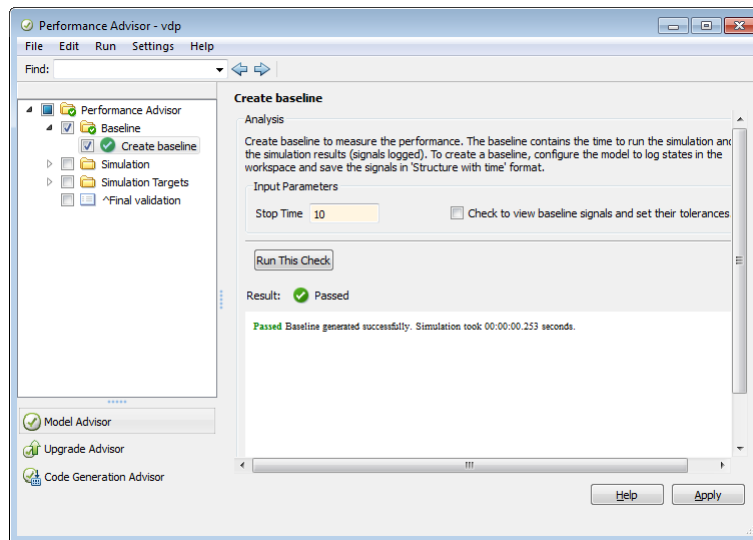 Performance Advisor - vdp
File Edit Run Settings Help
Find:
Performance Advisor
Baseline
Create baseline
Simulation
Simulation Targets
^Final validation
Model Advisor
Upgrade Advisor
Code Generation Advisor
Create baseline
Analysis
Create baseline to measure the performance. The baseline contains the time to run the simulation and
the simulation results (signals logged). To create a baseline, configure the model to log states in the
workspace and save the signals in 'Structure with time' format.
Input Parameters
Stop Time 10 Check to view baseline signals and set their tolerances
Run This Check
Result: Passed
Passed Baseline generated successfully. Simulation took 00:00:00.253 seconds.
Help Apply